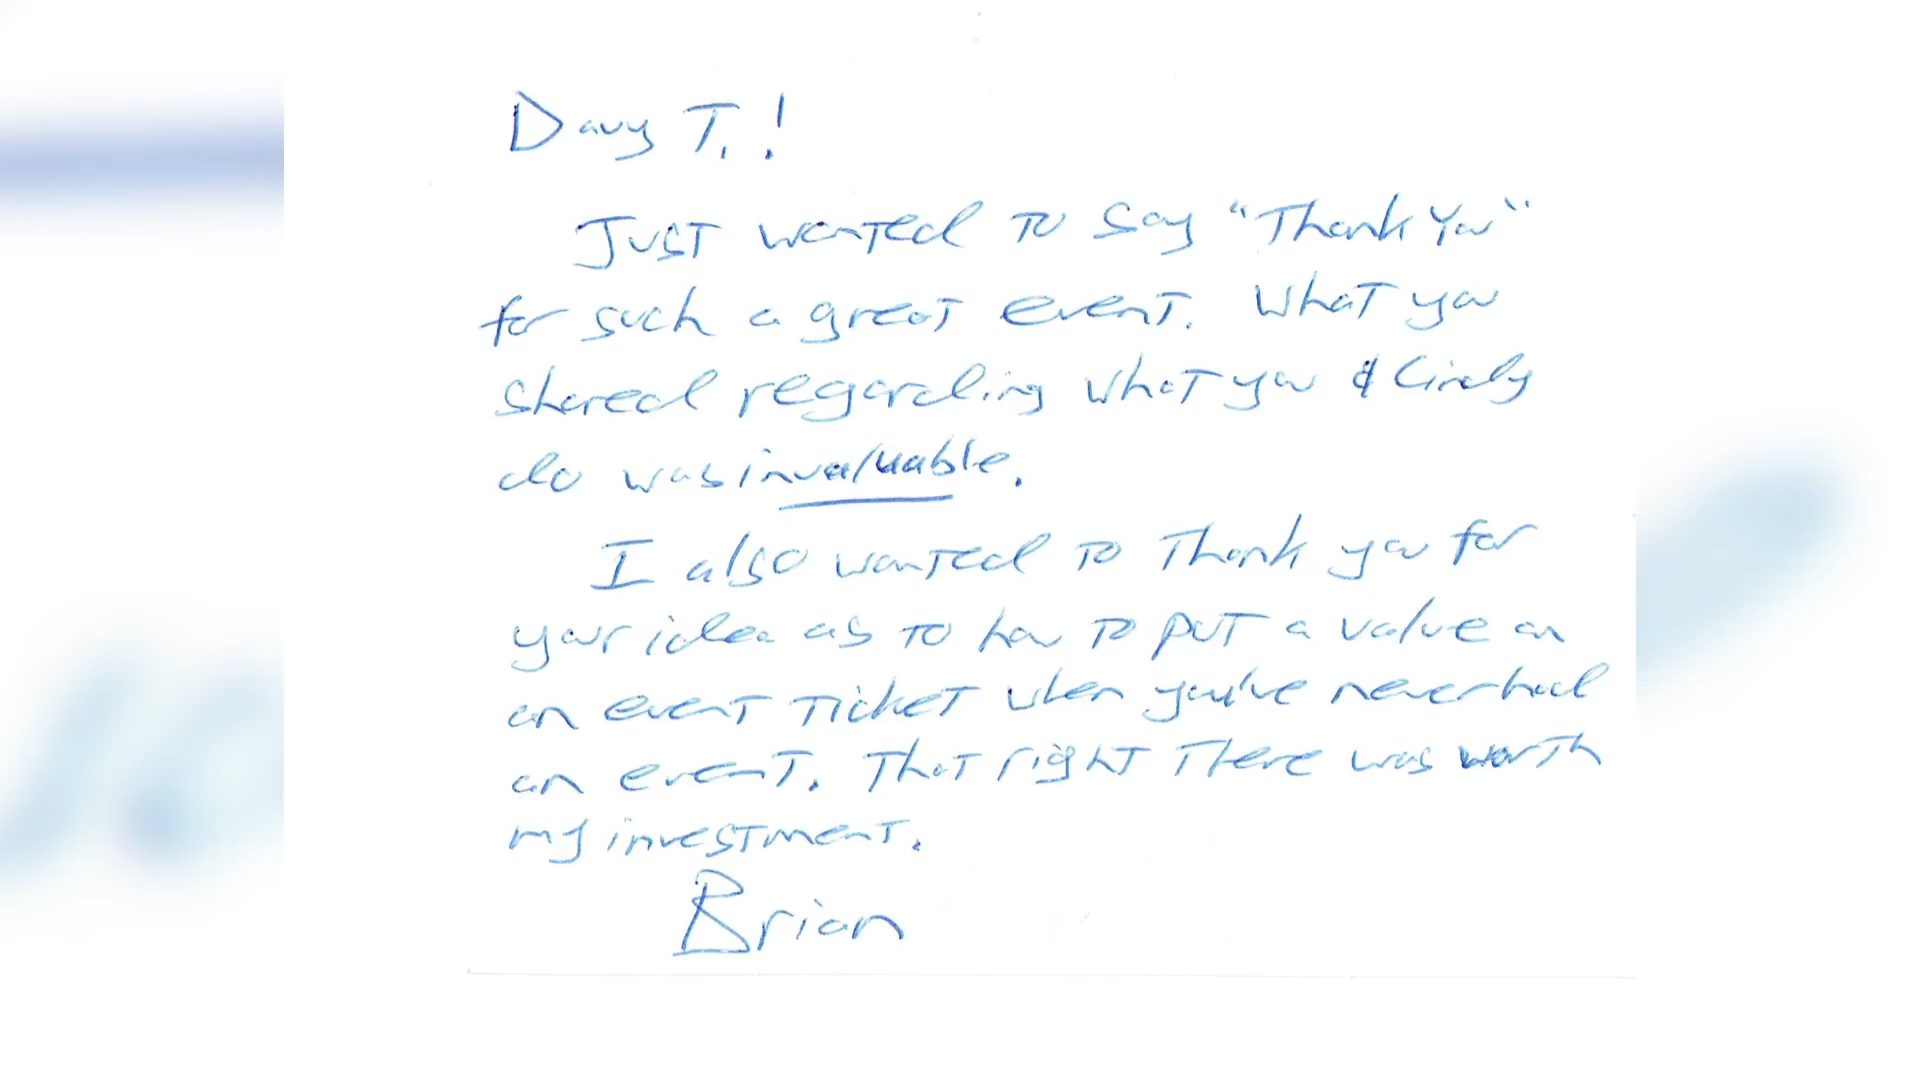 Davy T.!
Just wanted to say "Thank You"
for such a great event. What you
shared regarding what you & Cindy
do was invaluable.
I also wanted to thank you for
your idea as to how to put a value on
an event ticket when you've never had
an event. That right there was worth
my investment.
Brian